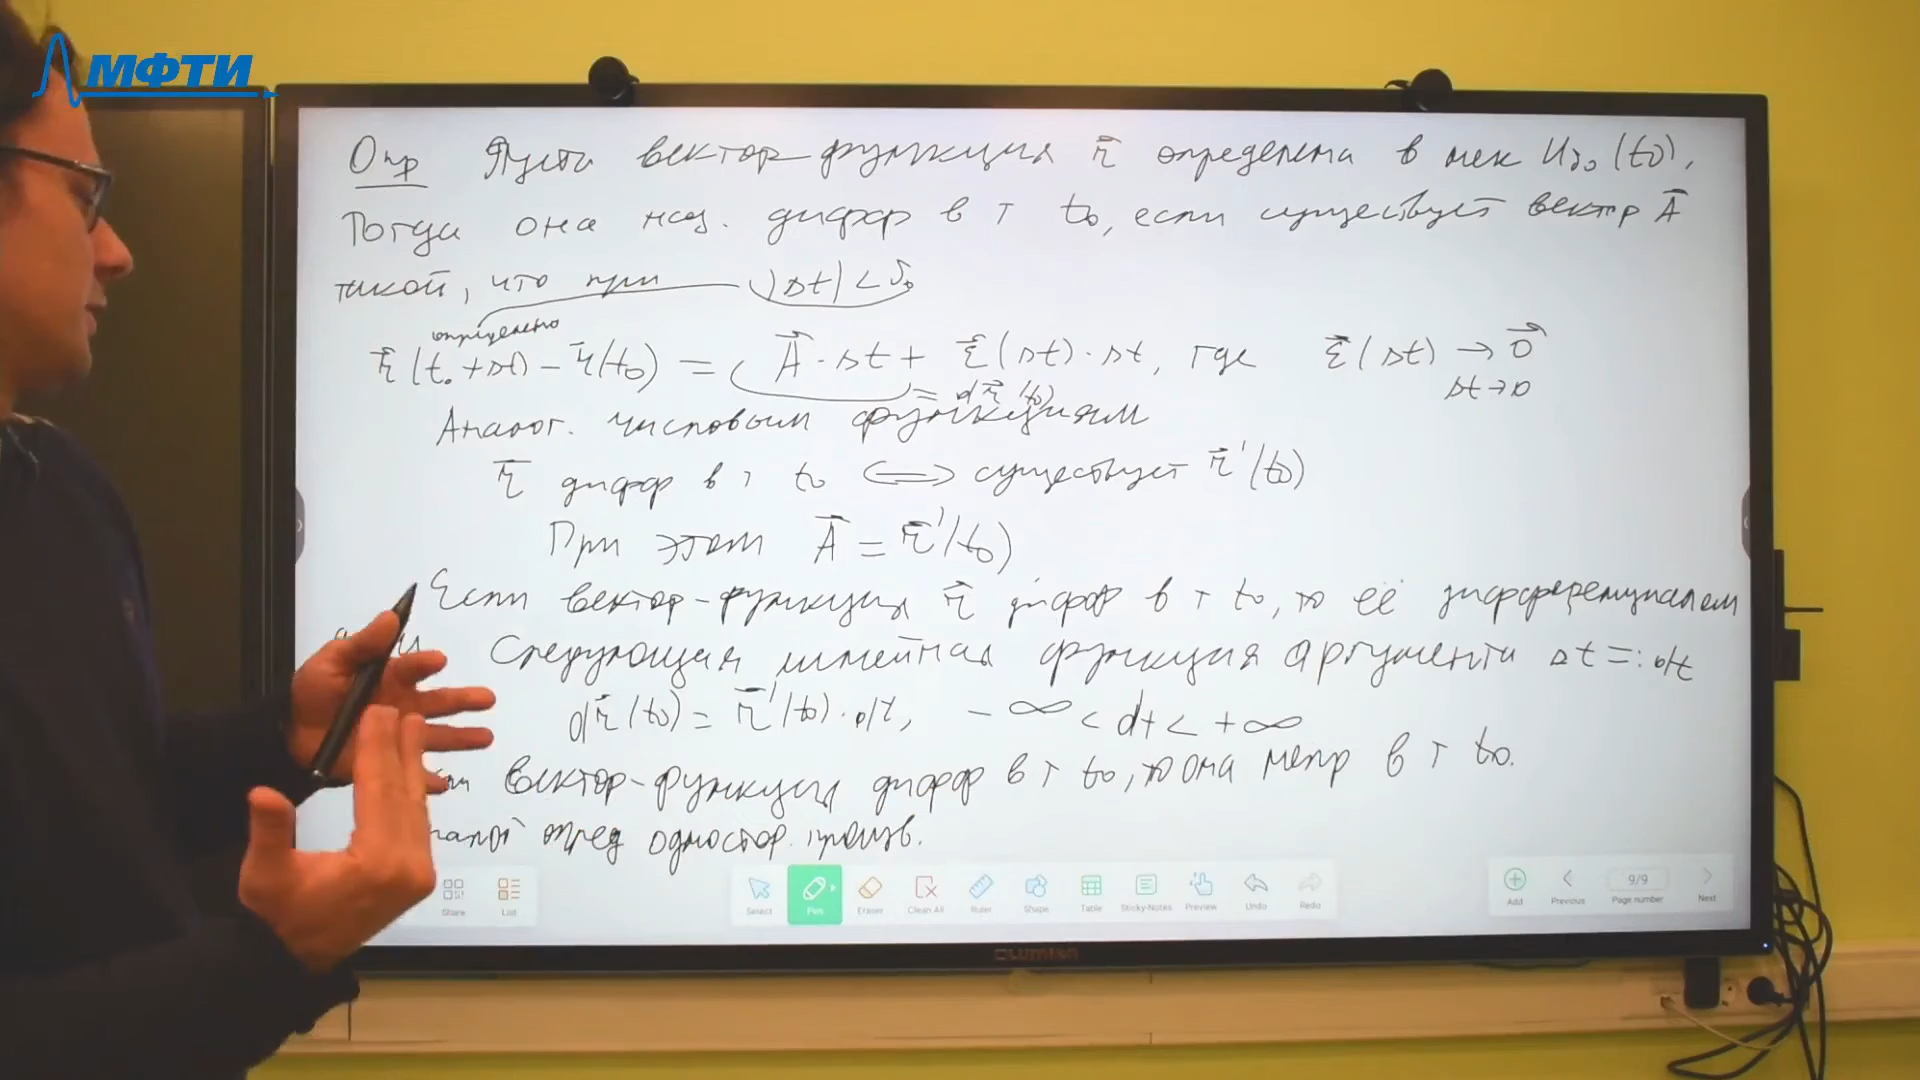 МФТИ
Опр Пусть вектор-функция r⃗ определена в нек U_δ₀(t₀),
Тогда она наз. дифф в т t₀, если существует вектор A⃗
такой, что при |Δt| < δ₀
определено
r⃗(t₀+Δt) − r⃗(t₀) = A⃗·Δt + ε⃗(Δt)·Δt, где ε⃗(Δt) → 0⃗
= dr⃗(t₀) Δt→0
Аналог. числовым функциям
r⃗ дифф в т t₀ ⟺ существует r⃗'(t₀)
При этом A⃗ = r⃗'(t₀)
Если вектор-функция r⃗ дифф в т t₀, то её дифференциалом
Следующая линейная функция аргумента Δt =: dt
dr⃗(t₀) = r⃗'(t₀)·dt, −∞ < dt < +∞
вектор-функция дифф в т t₀, то она непр в т t₀.
опред одностор. произв.
Share List Select Pen Eraser Clean All Ruler Shape Table Sticky-Notes Preview Undo Redo Add Previous 9/9 Page number Next